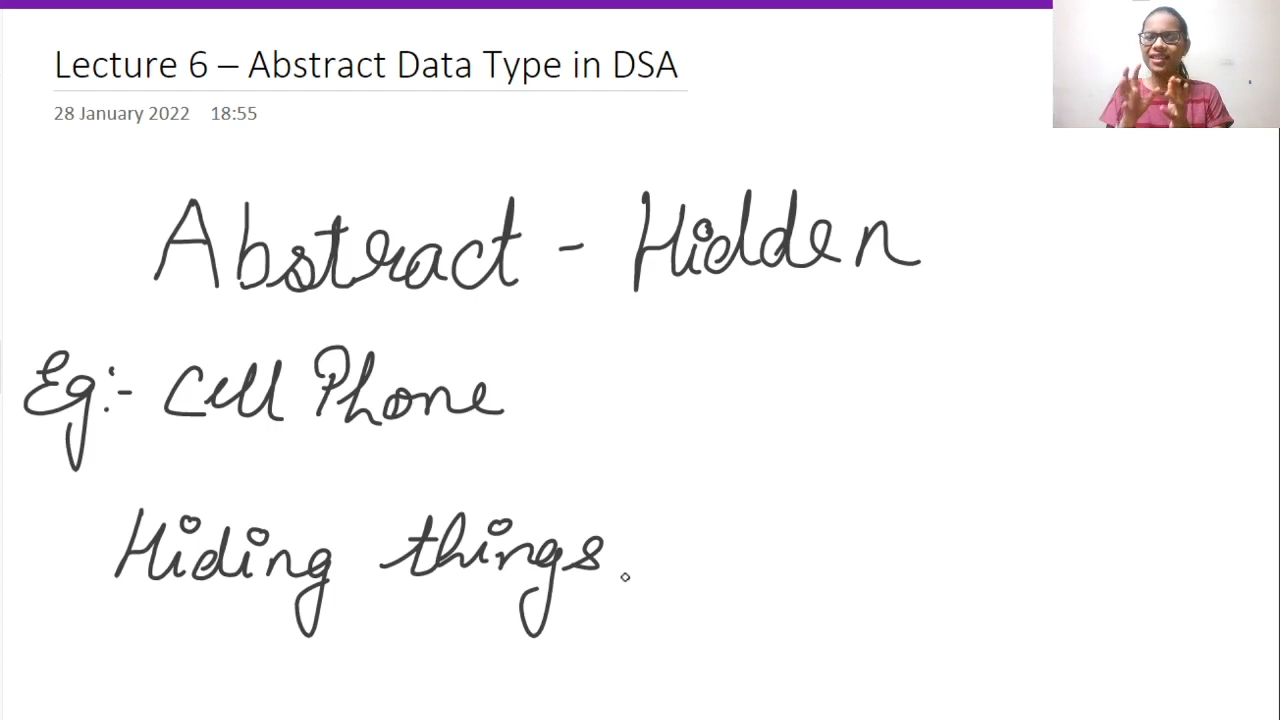 Lecture 6 – Abstract Data Type in DSA
28 January 2022 18:55
Abstract - Hidden
Eg:- Cell Phone
Hiding things.